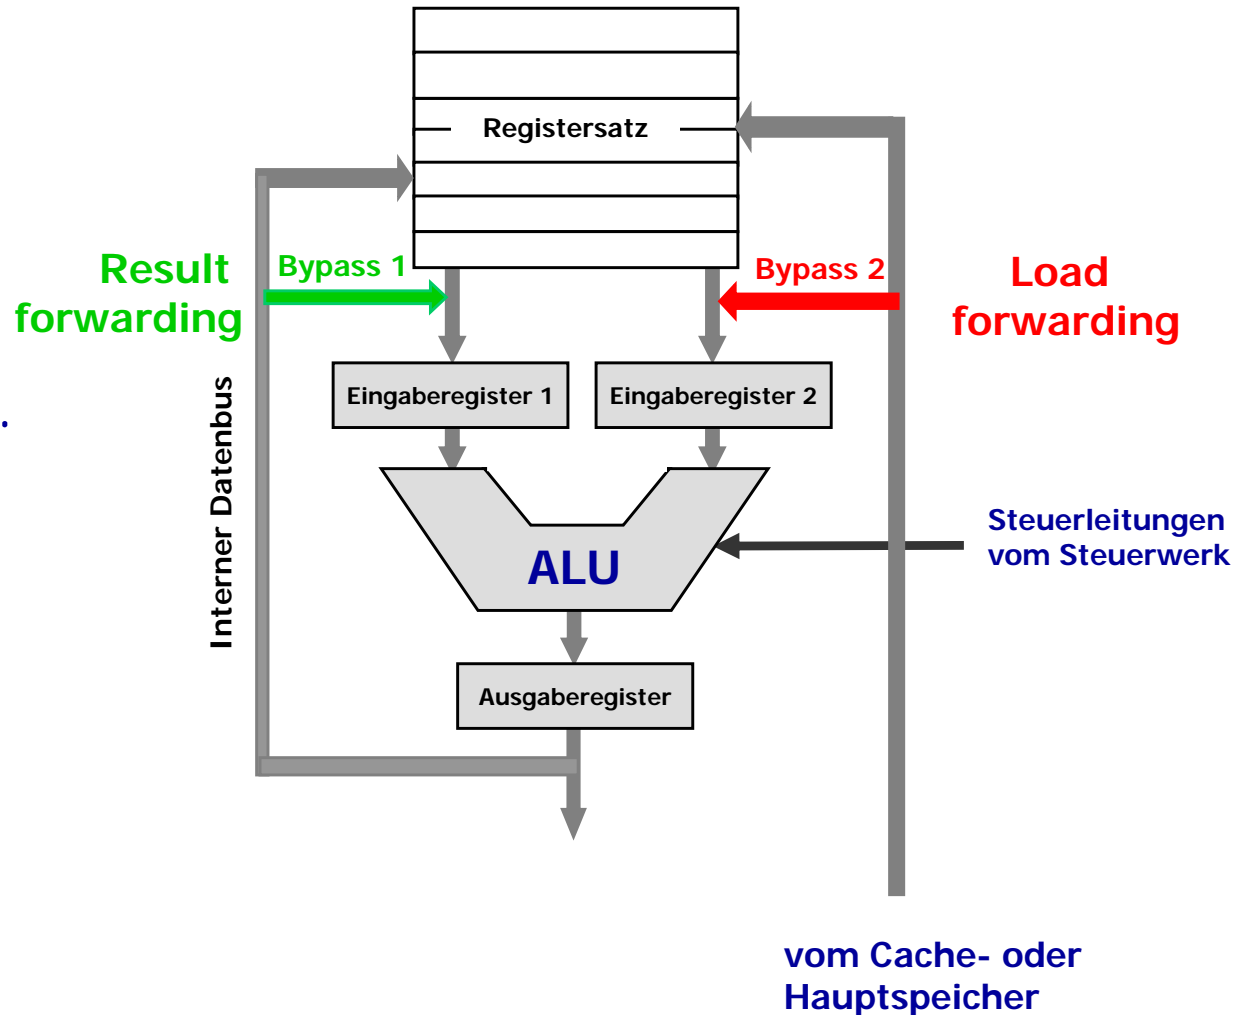 Registersatz
Result
forwarding
Bypass 1
Bypass 2
Load
forwarding
Eingaberegister 1
Eingaberegister 2
.
Interner Datenbus
ALU
Steuerleitungen
vom Steuerwerk
Ausgaberegister
vom Cache- oder
Hauptspeicher